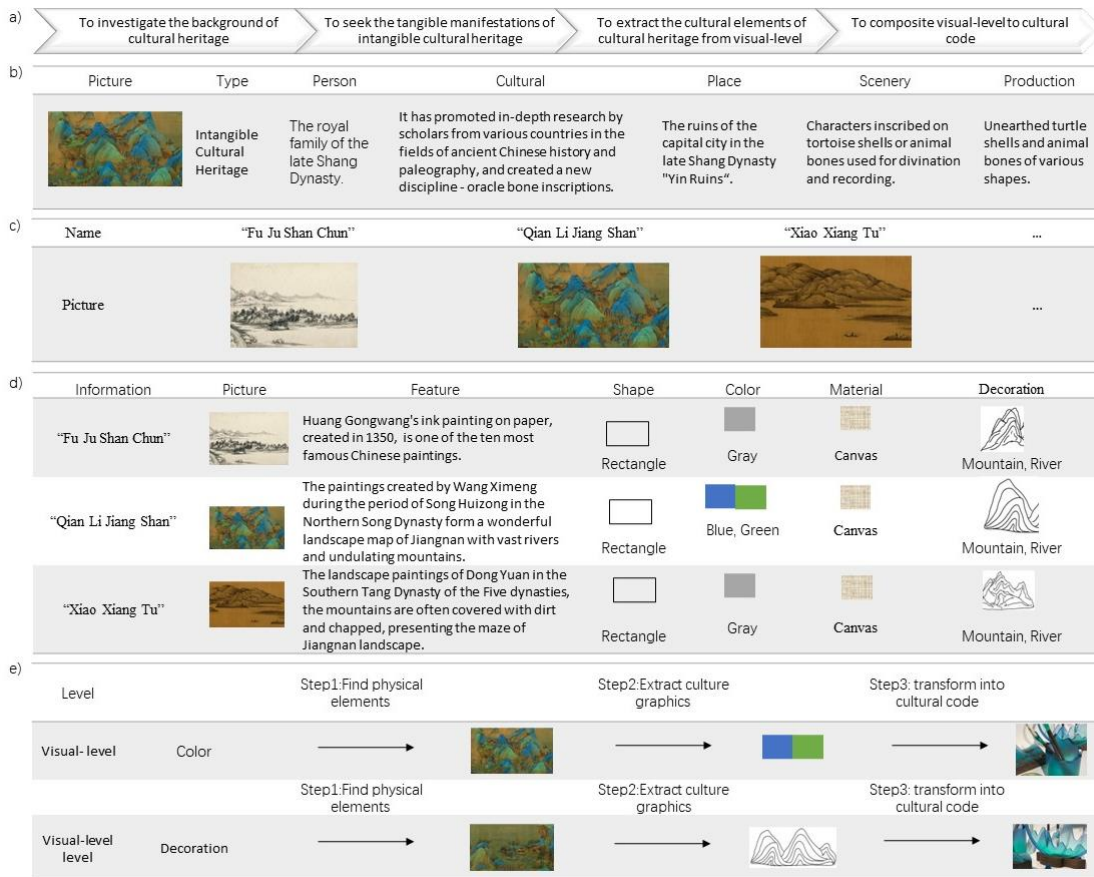 a)
To investigate the background of
cultural heritage
To seek the tangible manifestations of
intangible cultural heritage
To extract the cultural elements of
cultural heritage from visual-level
To composite visual-level to cultural
code
b)
Picture
Type
Person
Cultural
Place
Scenery
Production
Intangible
Cultural
Heritage
The royal
family of the
late Shang
Dynasty.
It has promoted in-depth research by
scholars from various countries in the
fields of ancient Chinese history and
paleography, and created a new
discipline - oracle bone inscriptions.
The ruins of the
capital city in the
late Shang Dynasty
"Yin Ruins“.
Characters inscribed on
tortoise shells or animal
bones used for divination
and recording.
Unearthed turtle
shells and animal
bones of various
shapes.
c)
Name
“Fu Ju Shan Chun”
“Qian Li Jiang Shan”
“Xiao Xiang Tu”
...
Picture
...
d)
Information
Picture
Feature
Shape
Color
Material
Decoration
“Fu Ju Shan Chun”
Huang Gongwang's ink painting on paper,
created in 1350, is one of the ten most
famous Chinese paintings.
Rectangle
Gray
Canvas
Mountain, River
“Qian Li Jiang Shan”
The paintings created by Wang Ximeng
during the period of Song Huizong in the
Northern Song Dynasty form a wonderful
landscape map of Jiangnan with vast rivers
and undulating mountains.
Rectangle
Blue, Green
Canvas
Mountain, River
“Xiao Xiang Tu”
The landscape paintings of Dong Yuan in the
Southern Tang Dynasty of the Five dynasties,
the mountains are often covered with dirt
and chapped, presenting the maze of
Jiangnan landscape.
Rectangle
Gray
Canvas
Mountain, River
e)
Level
Step1:Find physical
elements
Step2:Extract culture
graphics
Step3: transform into
cultural code
Visual- level
Color
Step1:Find physical
elements
Step2:Extract culture
graphics
Step3: transform into
cultural code
Visual-level
level
Decoration